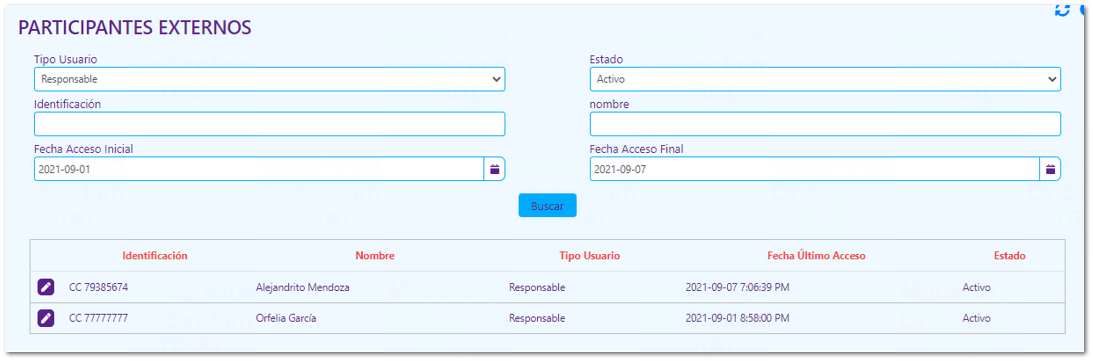 PARTICIPANTES EXTERNOS
Tipo Usuario Estado
Responsable Activo
Identificación nombre
Fecha Acceso Inicial Fecha Acceso Final
2021-09-01 2021-09-07
Buscar
Identificación Nombre Tipo Usuario Fecha Último Acceso Estado
CC 79385674 Alejandrito Mendoza Responsable 2021-09-07 7:06:39 PM Activo
CC 77777777 Orfelia García Responsable 2021-09-01 8:58:00 PM Activo